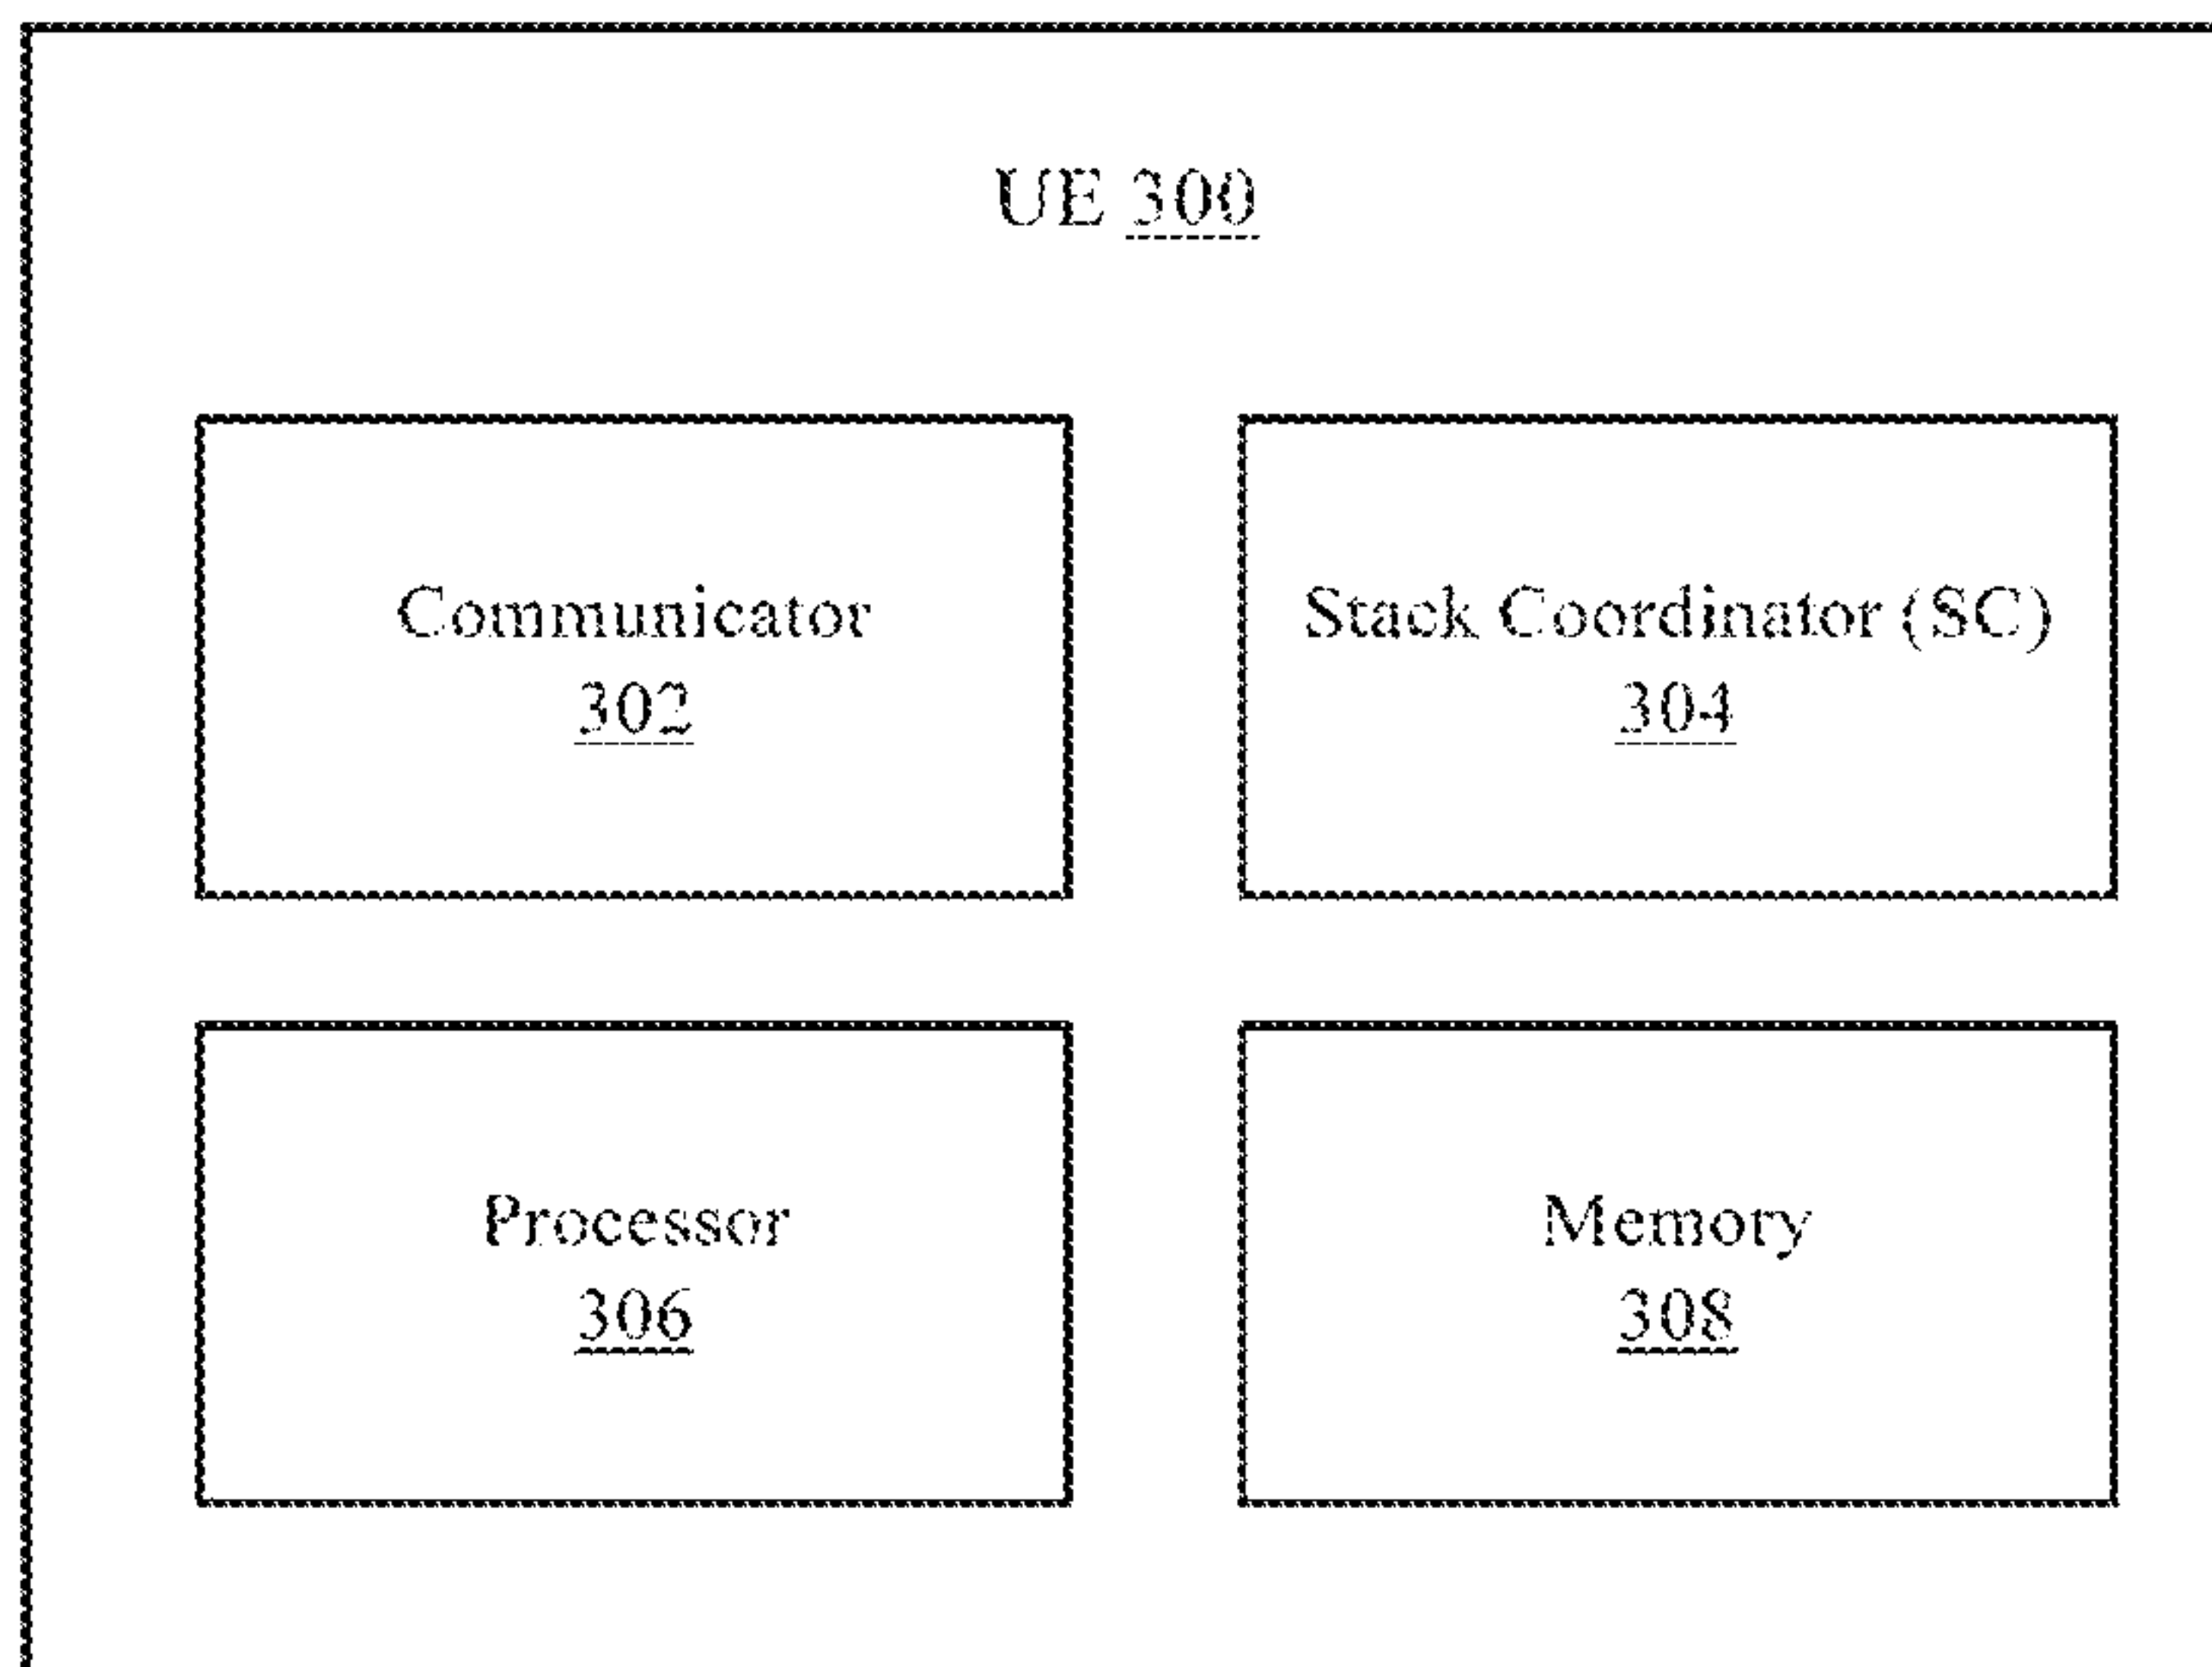 UE 300
Communicator
302
Stack Coordinator (SC)
304
Processor
306
Memory
308